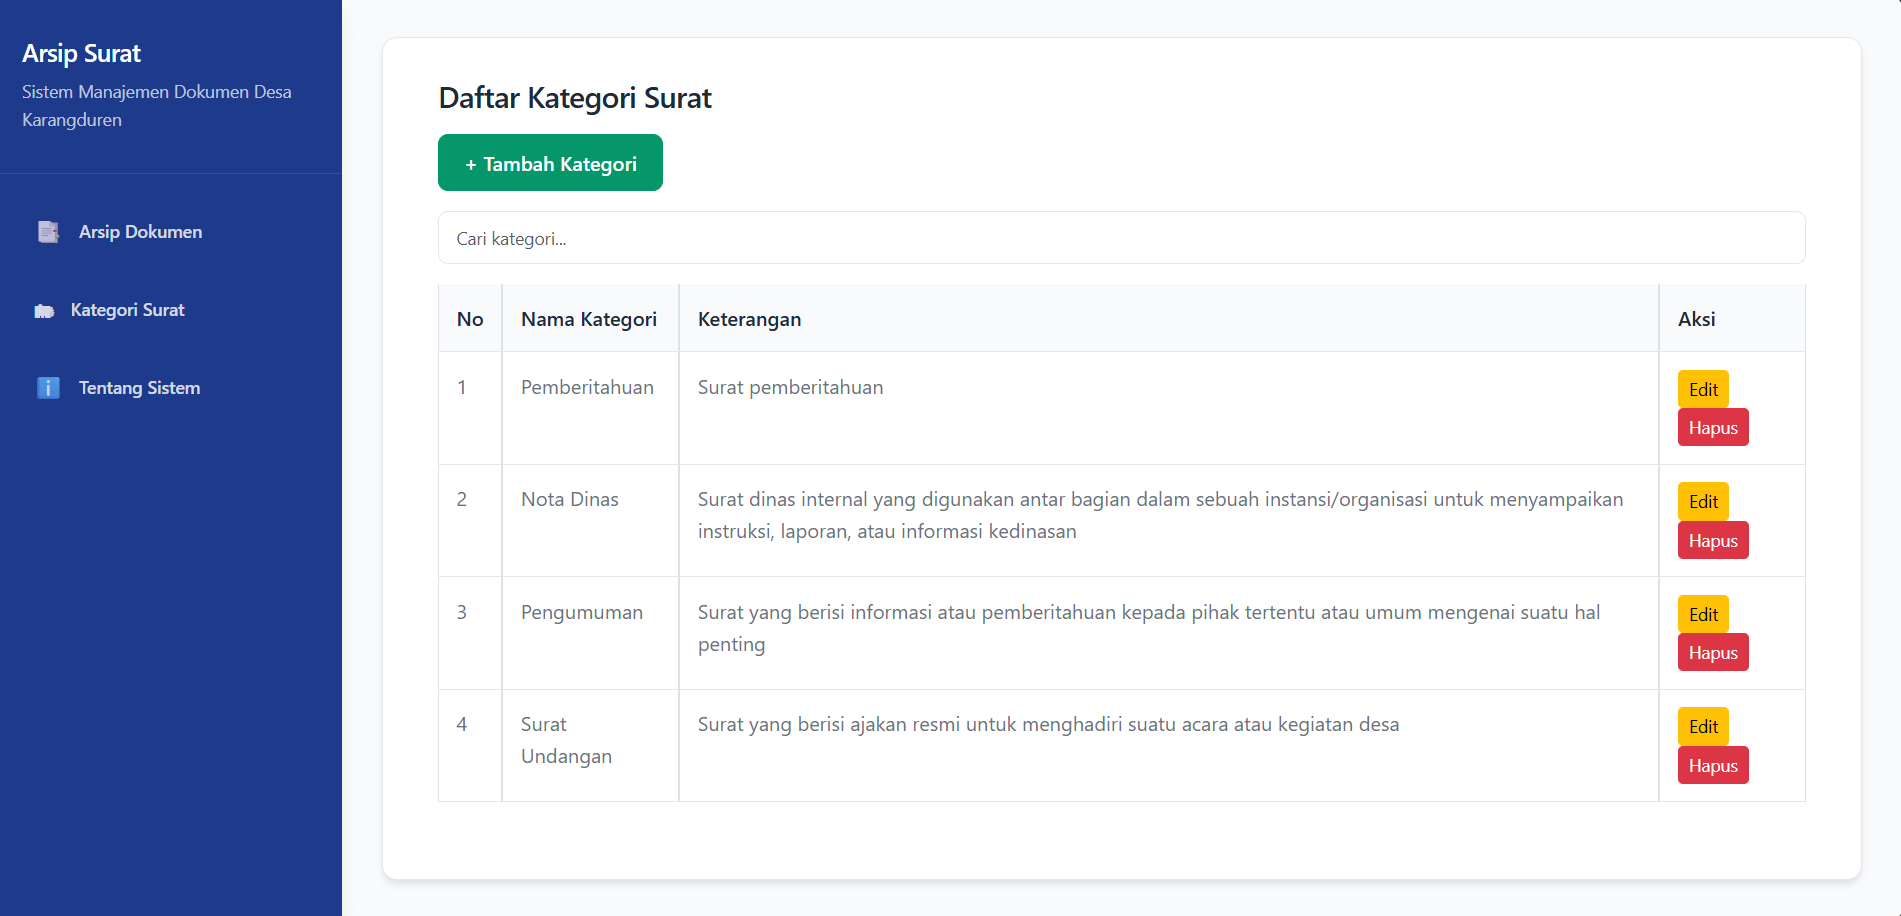 Arsip Surat
Sistem Manajemen Dokumen Desa
Karangduren
Arsip Dokumen
Kategori Surat
Tentang Sistem
Daftar Kategori Surat
+ Tambah Kategori
Cari kategori...
No Nama Kategori Keterangan Aksi
1 Pemberitahuan Surat pemberitahuan Edit
Hapus
2 Nota Dinas Surat dinas internal yang digunakan antar bagian dalam sebuah instansi/organisasi untuk menyampaikan Edit
instruksi, laporan, atau informasi kedinasan Hapus
3 Pengumuman Surat yang berisi informasi atau pemberitahuan kepada pihak tertentu atau umum mengenai suatu hal Edit
penting Hapus
4 Surat Surat yang berisi ajakan resmi untuk menghadiri suatu acara atau kegiatan desa Edit
Undangan Hapus